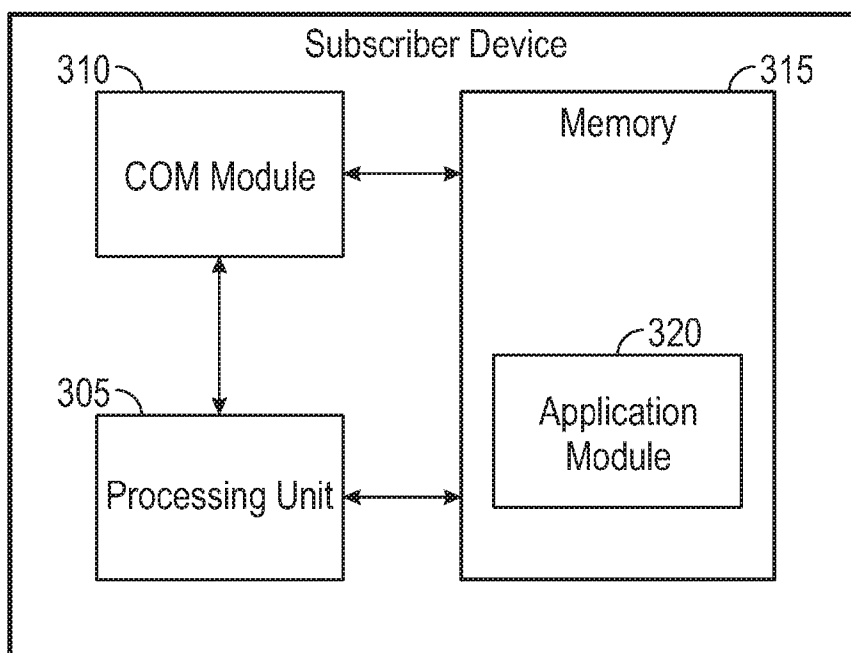 Subscriber Device
310
COM Module
315
Memory
320
Application
Module
305
Processing Unit